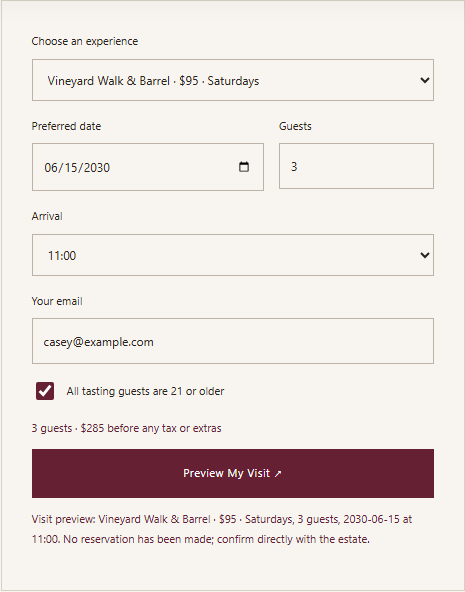 Choose an experience
Vineyard Walk & Barrel · $95 · Saturdays
Preferred date
Guests
06/15/2030
3
Arrival
11:00
Your email
casey@example.com
All tasting guests are 21 or older
3 guests · $285 before any tax or extras
Preview My Visit ↗
Visit preview: Vineyard Walk & Barrel · $95 · Saturdays, 3 guests, 2030-06-15 at
11:00. No reservation has been made; confirm directly with the estate.